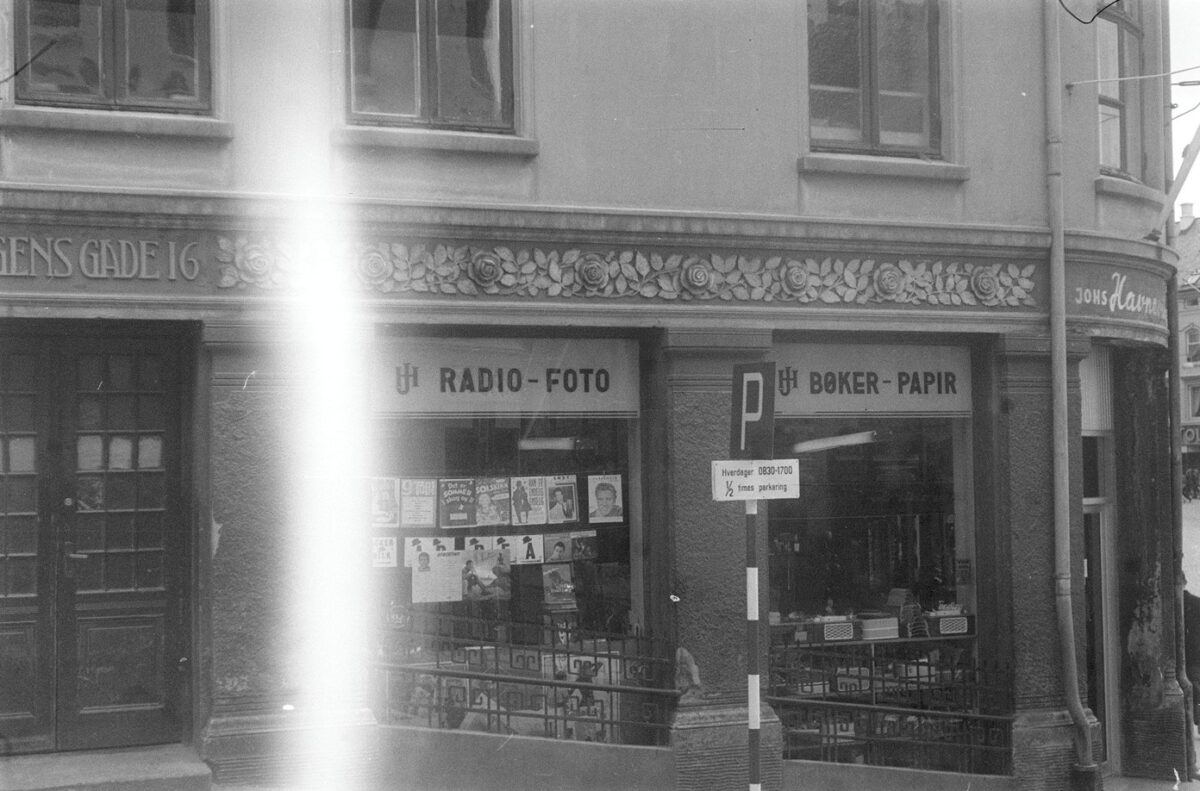 GENS GADE 16
JOHS Havn
JH RADIO-FOTO
JH BØKER-PAPIR
P
Hverdager 0830-1700
½ times parkering